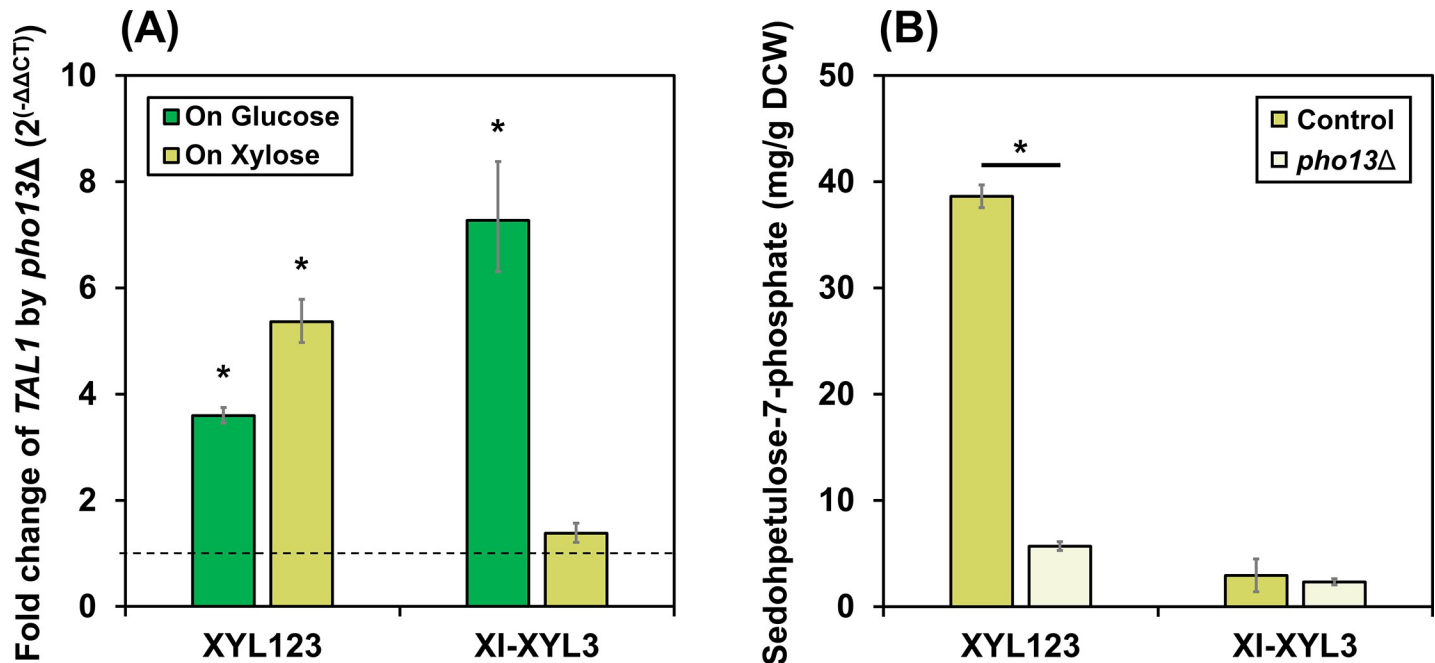 (A)
Fold change of TAL1 by pho13Δ (2(-ΔΔCT))
10
8
6
4
2
0
On Glucose
On Xylose
*
*
*
XYL123
XI-XYL3
(B)
Sedohpetulose-7-phosphate (mg/g DCW)
50
40
30
20
10
0
Control
pho13Δ
*
XYL123
XI-XYL3